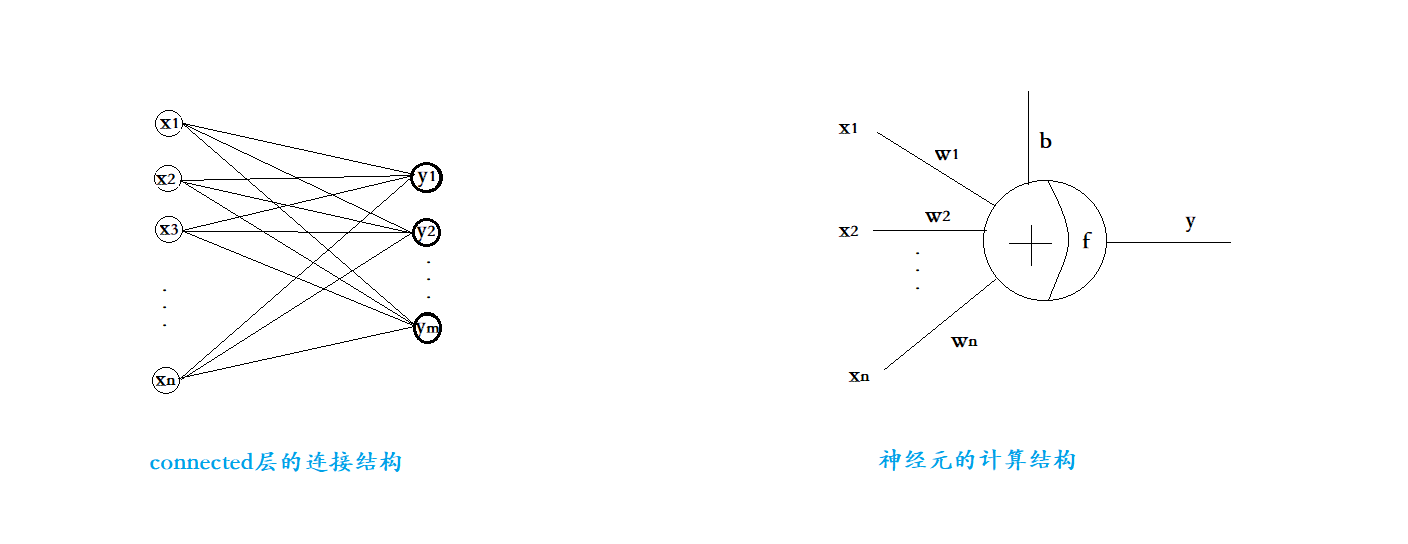 x1
x2
x3
.
.
.
xn
y1
y2
.
.
.
ym
connected层的连接结构
x1
w1
b
x2
w2
.
.
.
xn
wn
+
f
y
神经元的计算结构